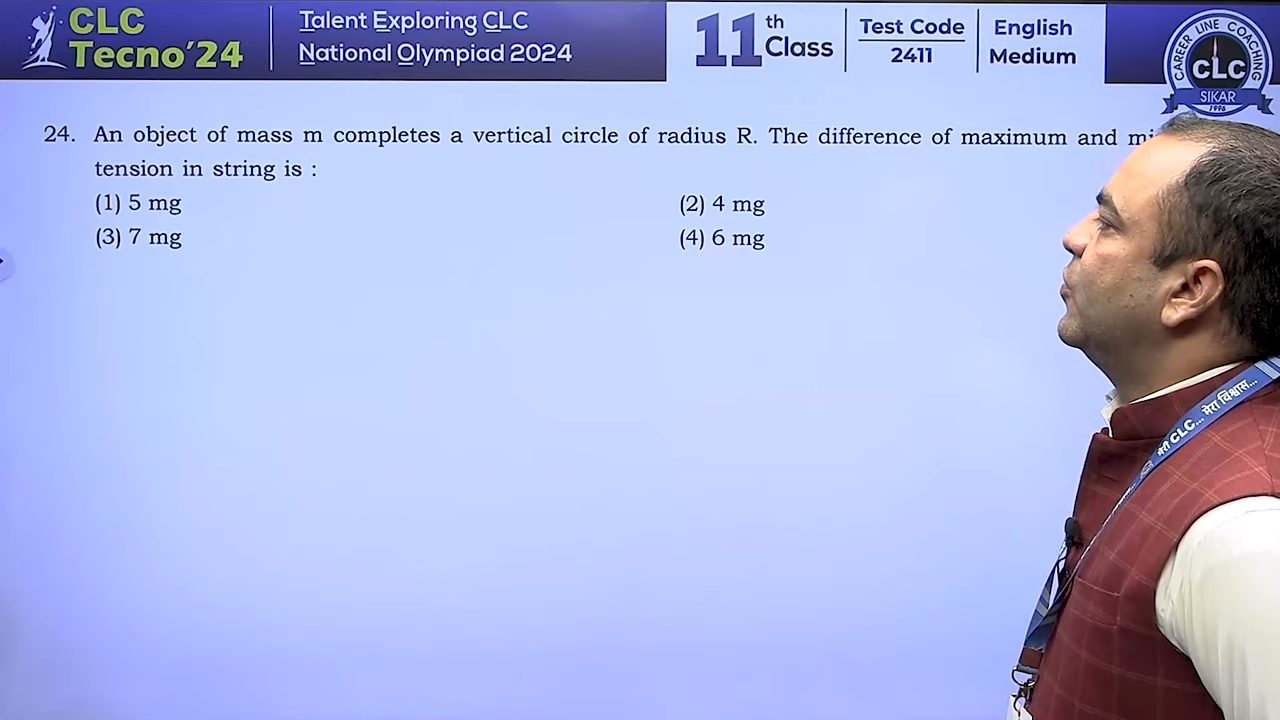 CLC
Tecno'24
Talent Exploring CLC
National Olympiad 2024
11th Class
Test Code
2411
English
Medium
CAREER LINE COACHING
CLC
SIKAR
1996
24. An object of mass m completes a vertical circle of radius R. The difference of maximum and
tension in string is :
(1) 5 mg (2) 4 mg
(3) 7 mg (4) 6 mg
मेरी CLC... मेरा विश्वास...